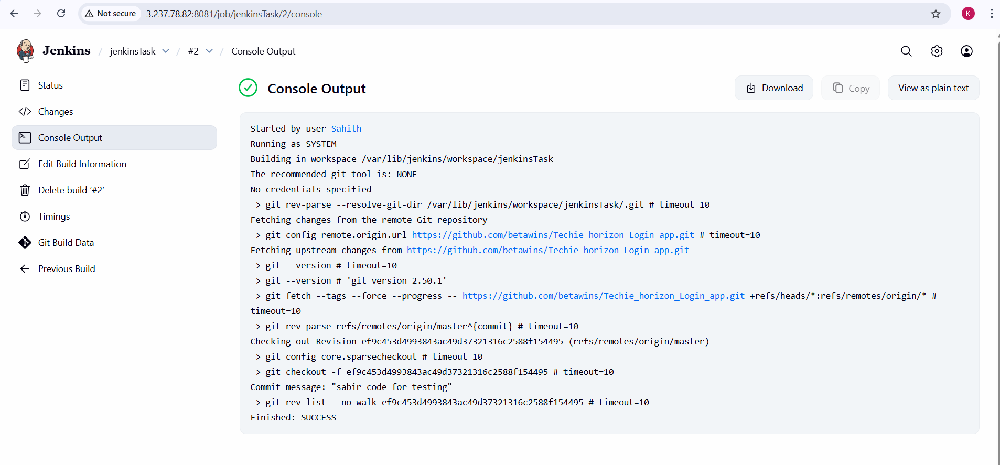 Not secure 3.237.78.82:8081/job/jenkinsTask/2/console K
Jenkins / jenkinsTask / #2 / Console Output
Status
Changes
Console Output
Edit Build Information
Delete build ‘#2’
Timings
Git Build Data
Previous Build
Console Output
Download
Copy
View as plain text
Started by user Sahith
Running as SYSTEM
Building in workspace /var/lib/jenkins/workspace/jenkinsTask
The recommended git tool is: NONE
No credentials specified
> git rev-parse --resolve-git-dir /var/lib/jenkins/workspace/jenkinsTask/.git # timeout=10
Fetching changes from the remote Git repository
> git config remote.origin.url https://github.com/betawins/Techie_horizon_Login_app.git # timeout=10
Fetching upstream changes from https://github.com/betawins/Techie_horizon_Login_app.git
> git --version # timeout=10
> git --version # 'git version 2.50.1'
> git fetch --tags --force --progress -- https://github.com/betawins/Techie_horizon_Login_app.git +refs/heads/*:refs/remotes/origin/* #
timeout=10
> git rev-parse refs/remotes/origin/master^{commit} # timeout=10
Checking out Revision ef9c453d4993843ac49d37321316c2588f154495 (refs/remotes/origin/master)
> git config core.sparsecheckout # timeout=10
> git checkout -f ef9c453d4993843ac49d37321316c2588f154495 # timeout=10
Commit message: "sabir code for testing"
> git rev-list --no-walk ef9c453d4993843ac49d37321316c2588f154495 # timeout=10
Finished: SUCCESS